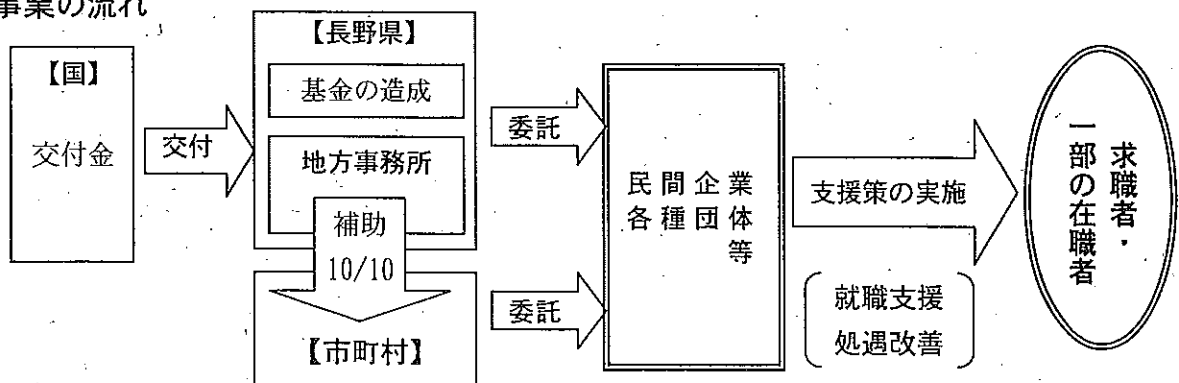 事業の流れ
【国】
交付金
交付
【長野県】
基金の造成
地方事務所
補助
10/10
【市町村】
委託
委託
民間企業
各種団体等
支援策の実施
就職支援
処遇改善
求職者・
一部の在職者